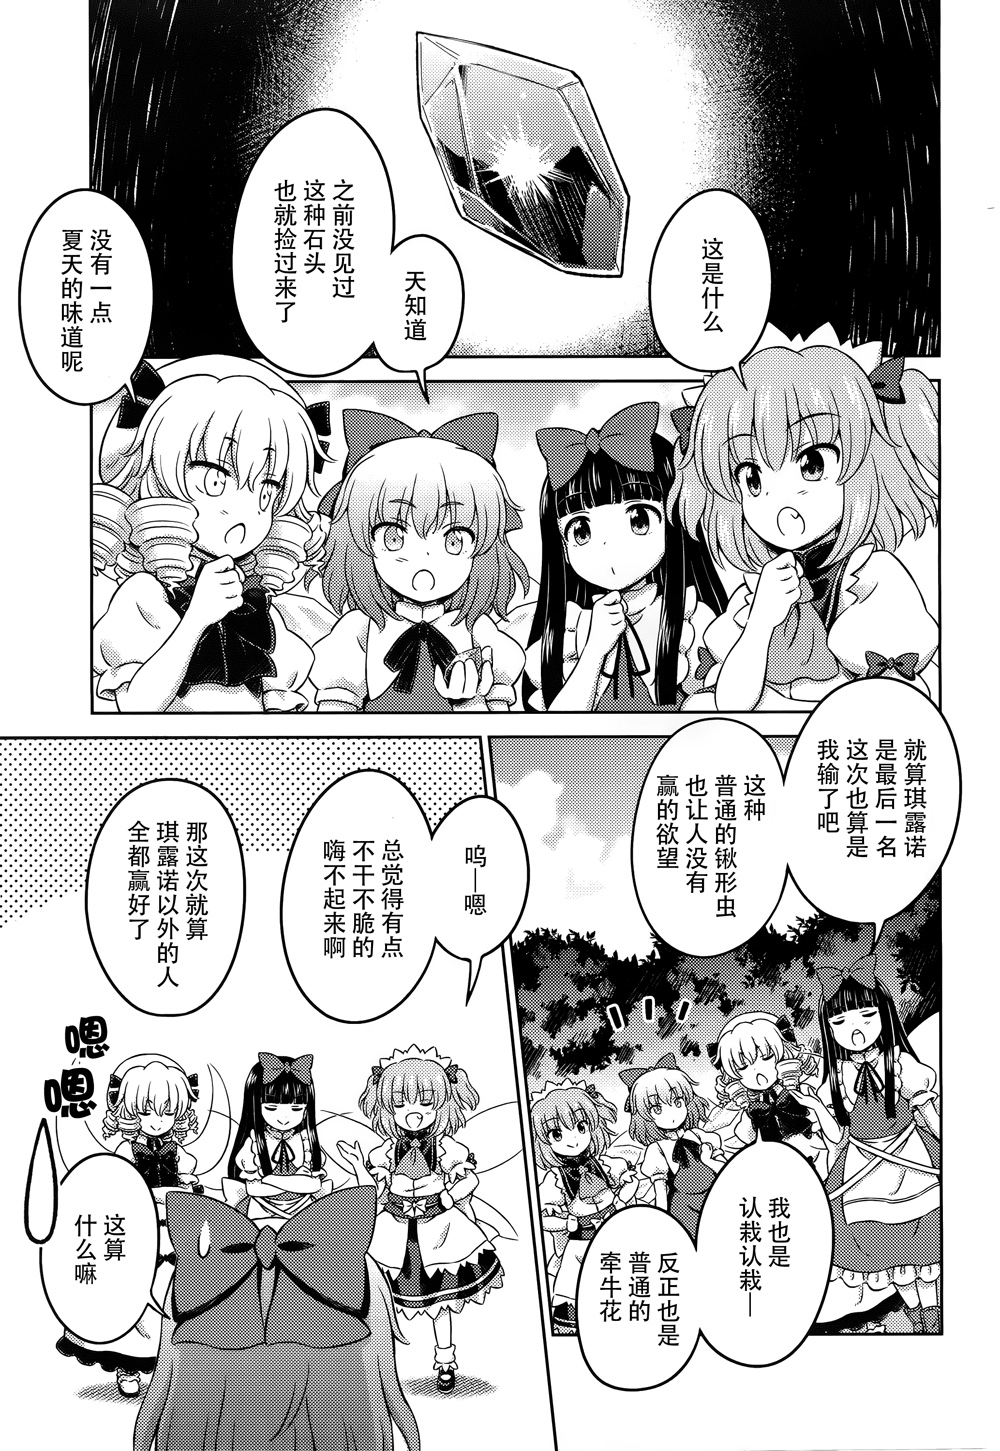 这是什么
天知道
之前没见过
这种石头
也就捡过来了
没有一点
夏天的味道呢
就算琪露诺
是最后一名
这次也算是
我输了吧
这种
普通的锹形虫
也让人没有
赢的欲望
我也是
认栽认栽—
反正也是
普通的
牵牛花
呜—嗯
总觉得有点
不干不脆的
嗨不起来啊
那这次就算
琪露诺以外的人
全都赢好了
嗯
嗯
这算
什么嘛